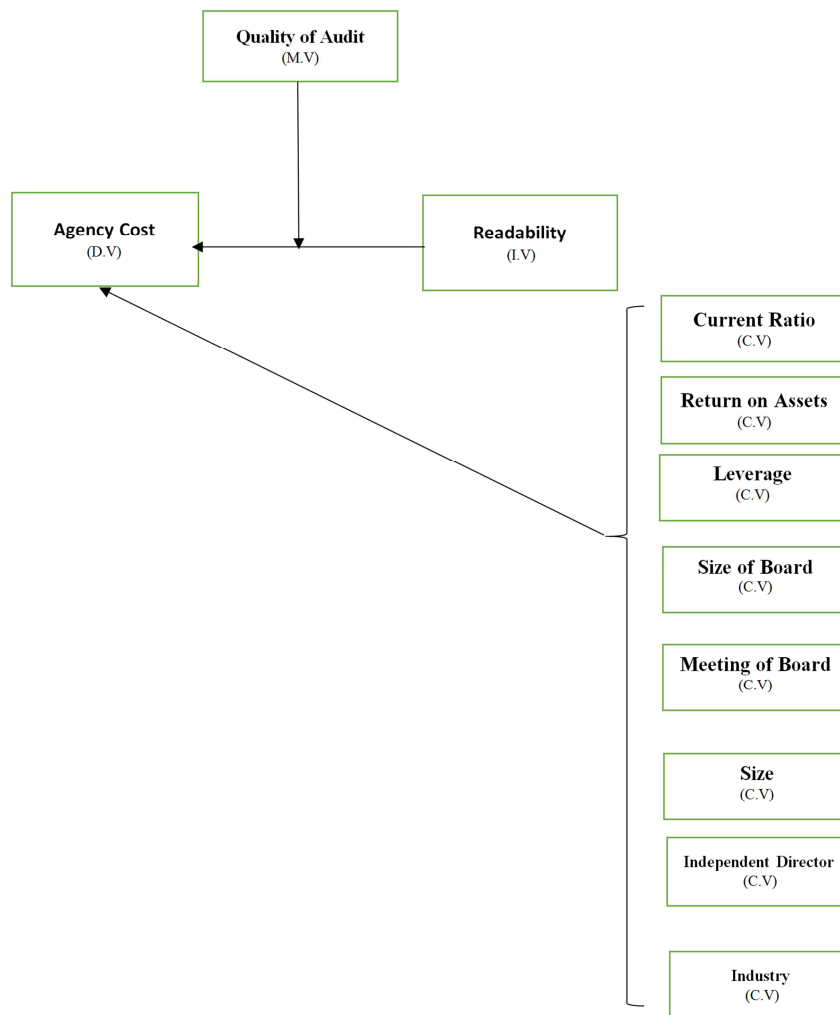 Quality of Audit
(M.V)
Agency Cost
(D.V)
Readability
(I.V)
Current Ratio
(C.V)
Return on Assets
(C.V)
Leverage
(C.V)
Size of Board
(C.V)
Meeting of Board
(C.V)
Size
(C.V)
Independent Director
(C.V)
Industry
(C.V)